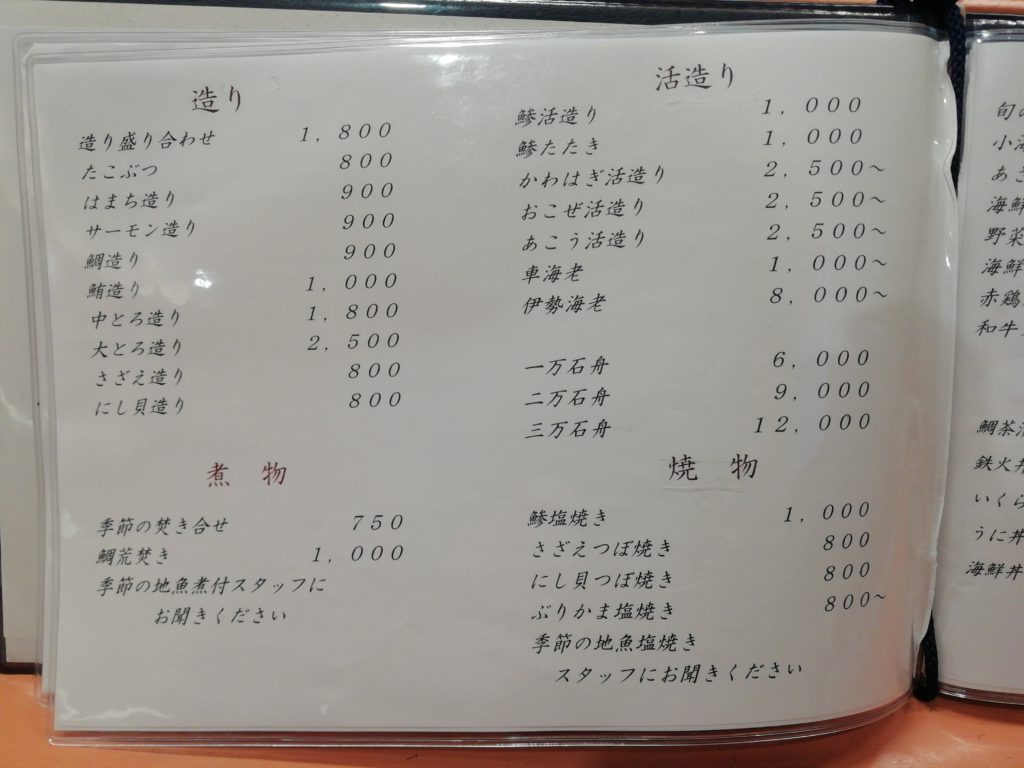 造り
造り盛り合わせ 1,800
たこぶつ 800
はまち造り 900
サーモン造り 900
鯛造り 900
鮪造り 1,000
中とろ造り 1,800
大とろ造り 2,500
さざえ造り 800
にし貝造り 800
煮物
季節の焚き合せ 750
鯛荒焚き 1,000
季節の地魚煮付スタッフに
お聞きください
活造り
鯵活造り 1,000
鯵たたき 1,000
かわはぎ活造り 2,500~
おこぜ活造り 2,500~
あこう活造り 2,500~
車海老 1,000~
伊勢海老 8,000~
一万石舟 6,000
二万石舟 9,000
三万石舟 12,000
焼物
鯵塩焼き 1,000
さざえつぼ焼き 800
にし貝つぼ焼き 800
ぶりかま塩焼き 800~
季節の地魚塩焼き
スタッフにお聞きください
旬の
小海
あさ
海鮮
野菜
海鮮
赤鶏
和牛
鯛茶漬
鉄火丼
いくら
うに丼
海鮮丼